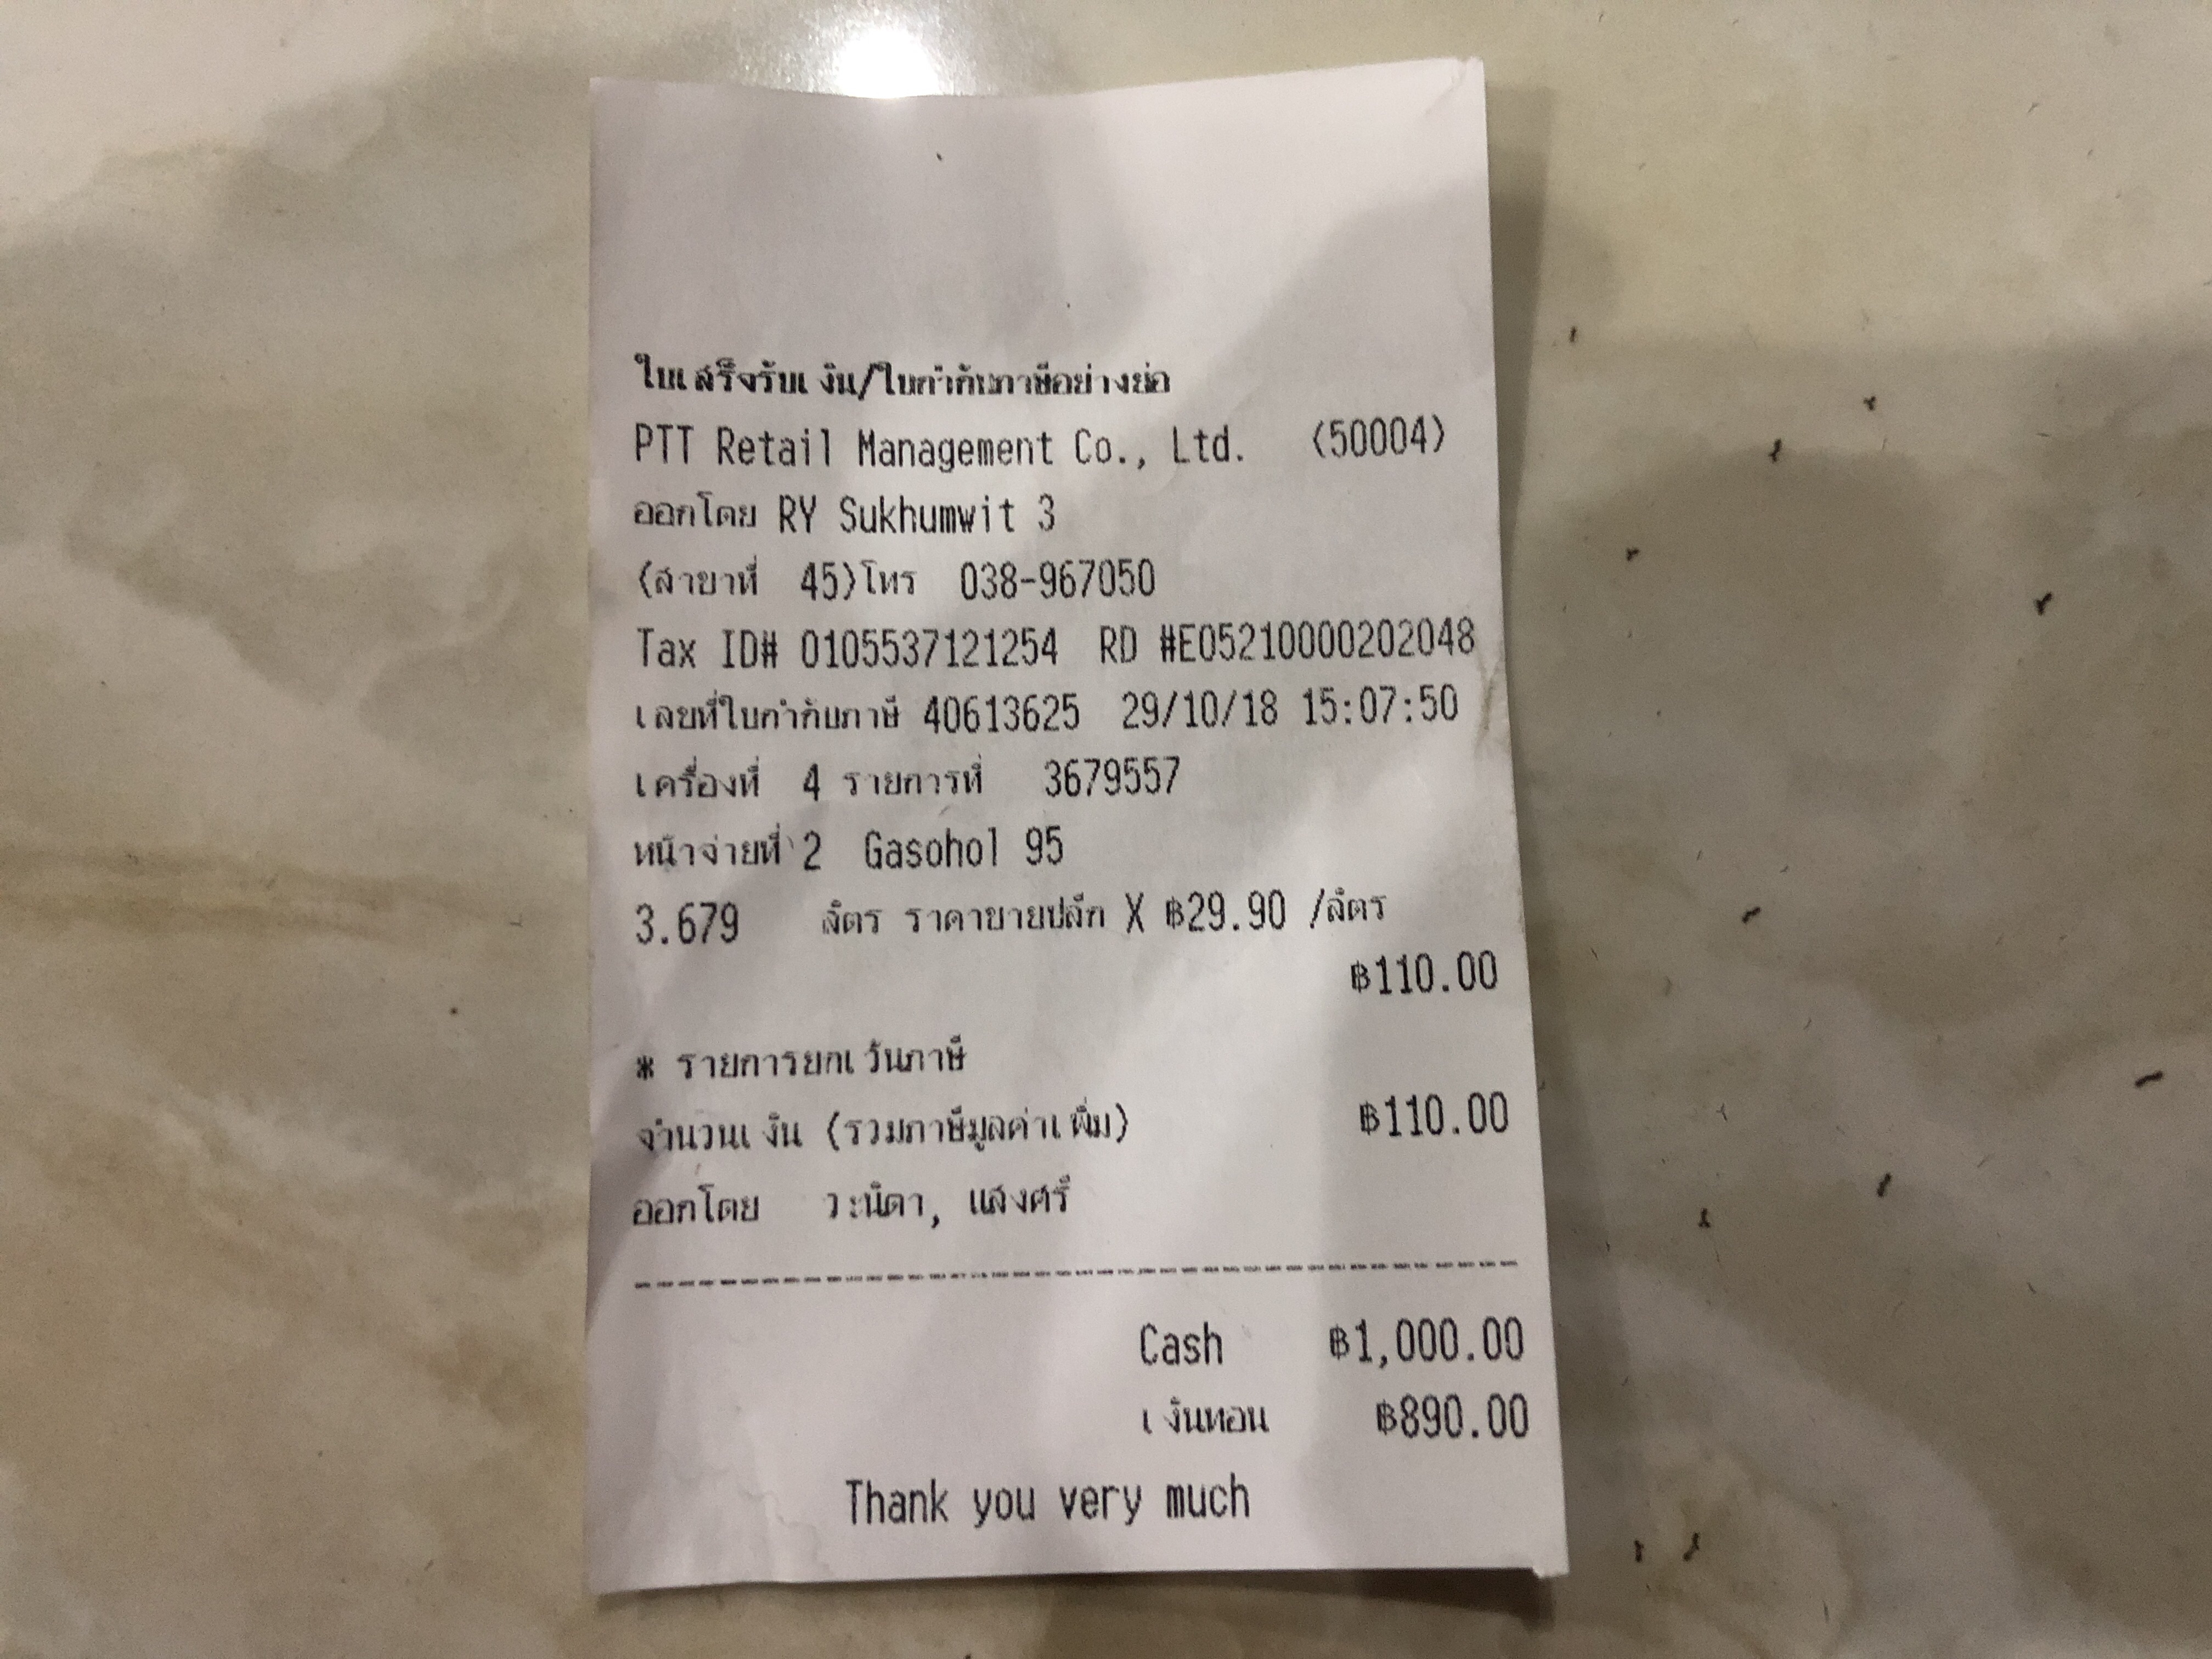 ใบเสร็จรับเงิน/ใบกำกับภาษีอย่างย่อ
PTT Retail Management Co., Ltd. (50004)
ออกโดย RY Sukhumwit 3
(สาขาที่ 45)โทร 038-967050
Tax ID# 0105537121254 RD #E05210000202048
เลขที่ใบกำกับภาษี 40613625 29/10/18 15:07:50
เครื่องที่ 4 รายการที่ 3679557
หน้าจ่ายที่ 2 Gasohol 95
3.679 ลิตร ราคาขายปลีก X ฿29.90 /ลิตร
฿110.00
* รายการยกเว้นภาษี
จำนวนเงิน (รวมภาษีมูลค่าเพิ่ม) ฿110.00
ออกโดย วะนิดา, แสงศรี
Cash ฿1,000.00
เงินทอน ฿890.00
Thank you very much